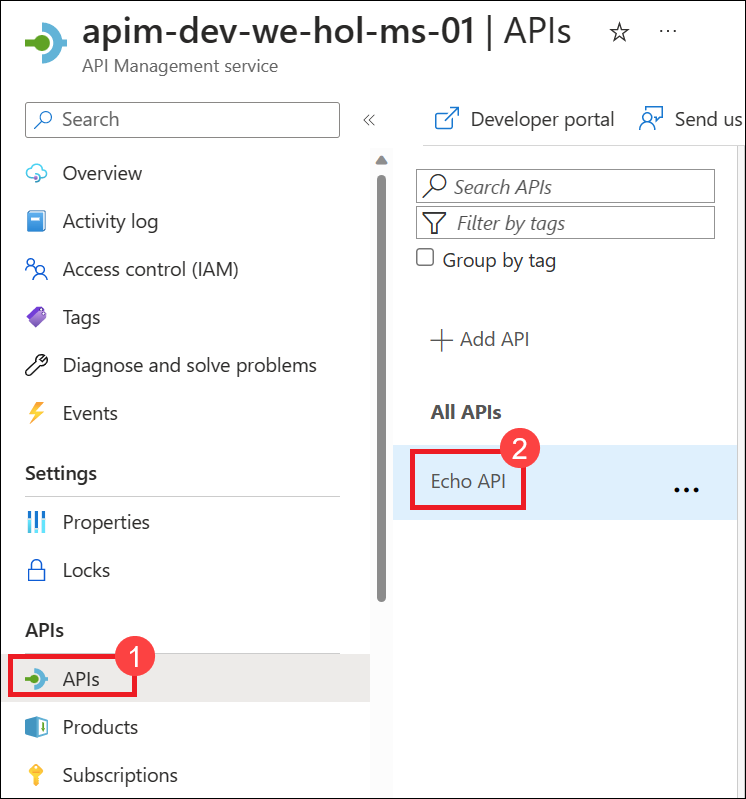 apim-dev-we-hol-ms-01 | APIs
API Management service
Search
Overview
Activity log
Access control (IAM)
Tags
Diagnose and solve problems
Events
Settings
Properties
Locks
APIs
1
APIs
Products
Subscriptions
Developer portal
Send us
Search APIs
Filter by tags
Group by tag
Add API
All APIs
2
Echo API